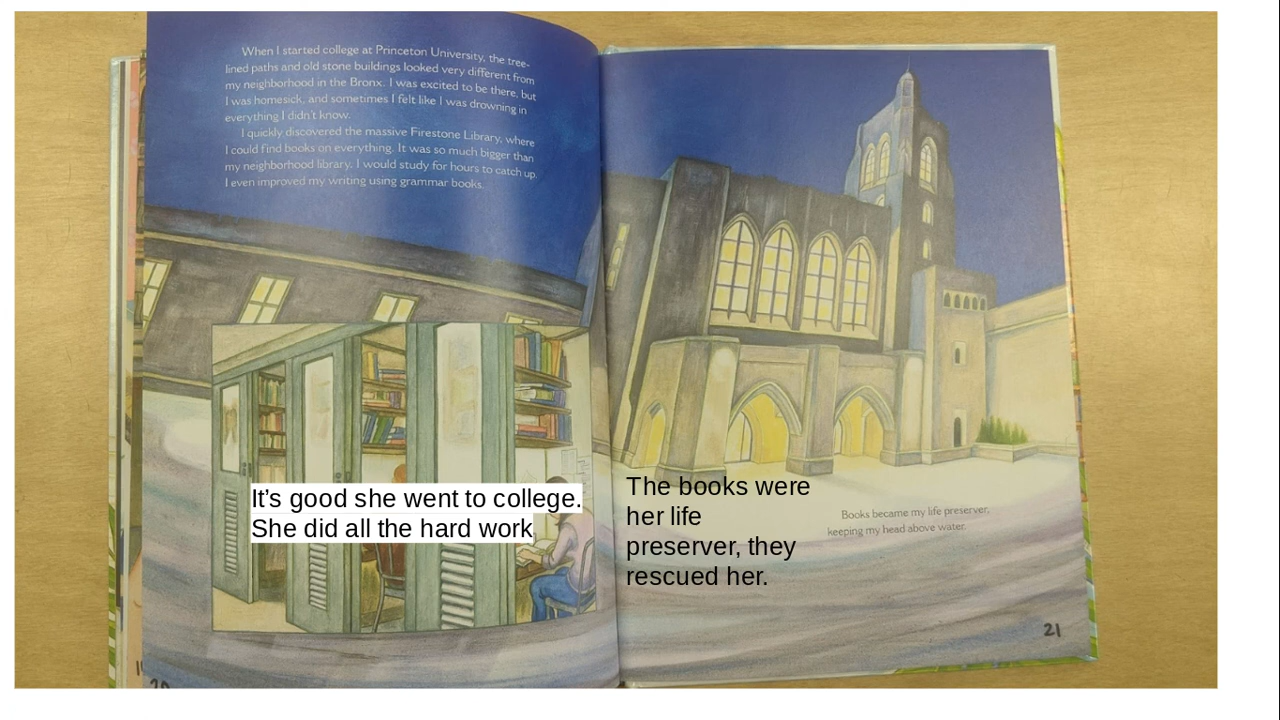 When I started college at Princeton University, the tree-
lined paths and old stone buildings looked very different from
my neighborhood in the Bronx. I was excited to be there, but
I was homesick, and sometimes I felt like I was drowning in
everything I didn't know.
I quickly discovered the massive Firestone Library, where
I could find books on everything. It was so much bigger than
my neighborhood library. I would study for hours to catch up.
I even improved my writing using grammar books.
It's good she went to college.
She did all the hard work
The books were
her life
preserver, they
rescued her.
Books became my life preserver,
keeping my head above water.
21